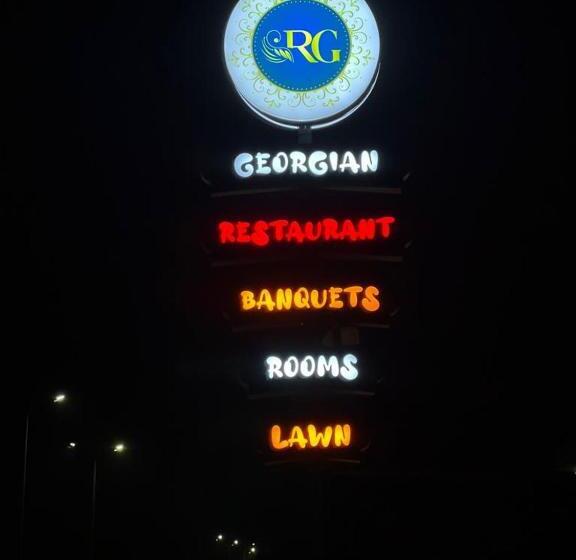 RG
GEORGIAN
RESTAURANT
BANQUETS
ROOMS
LAWN